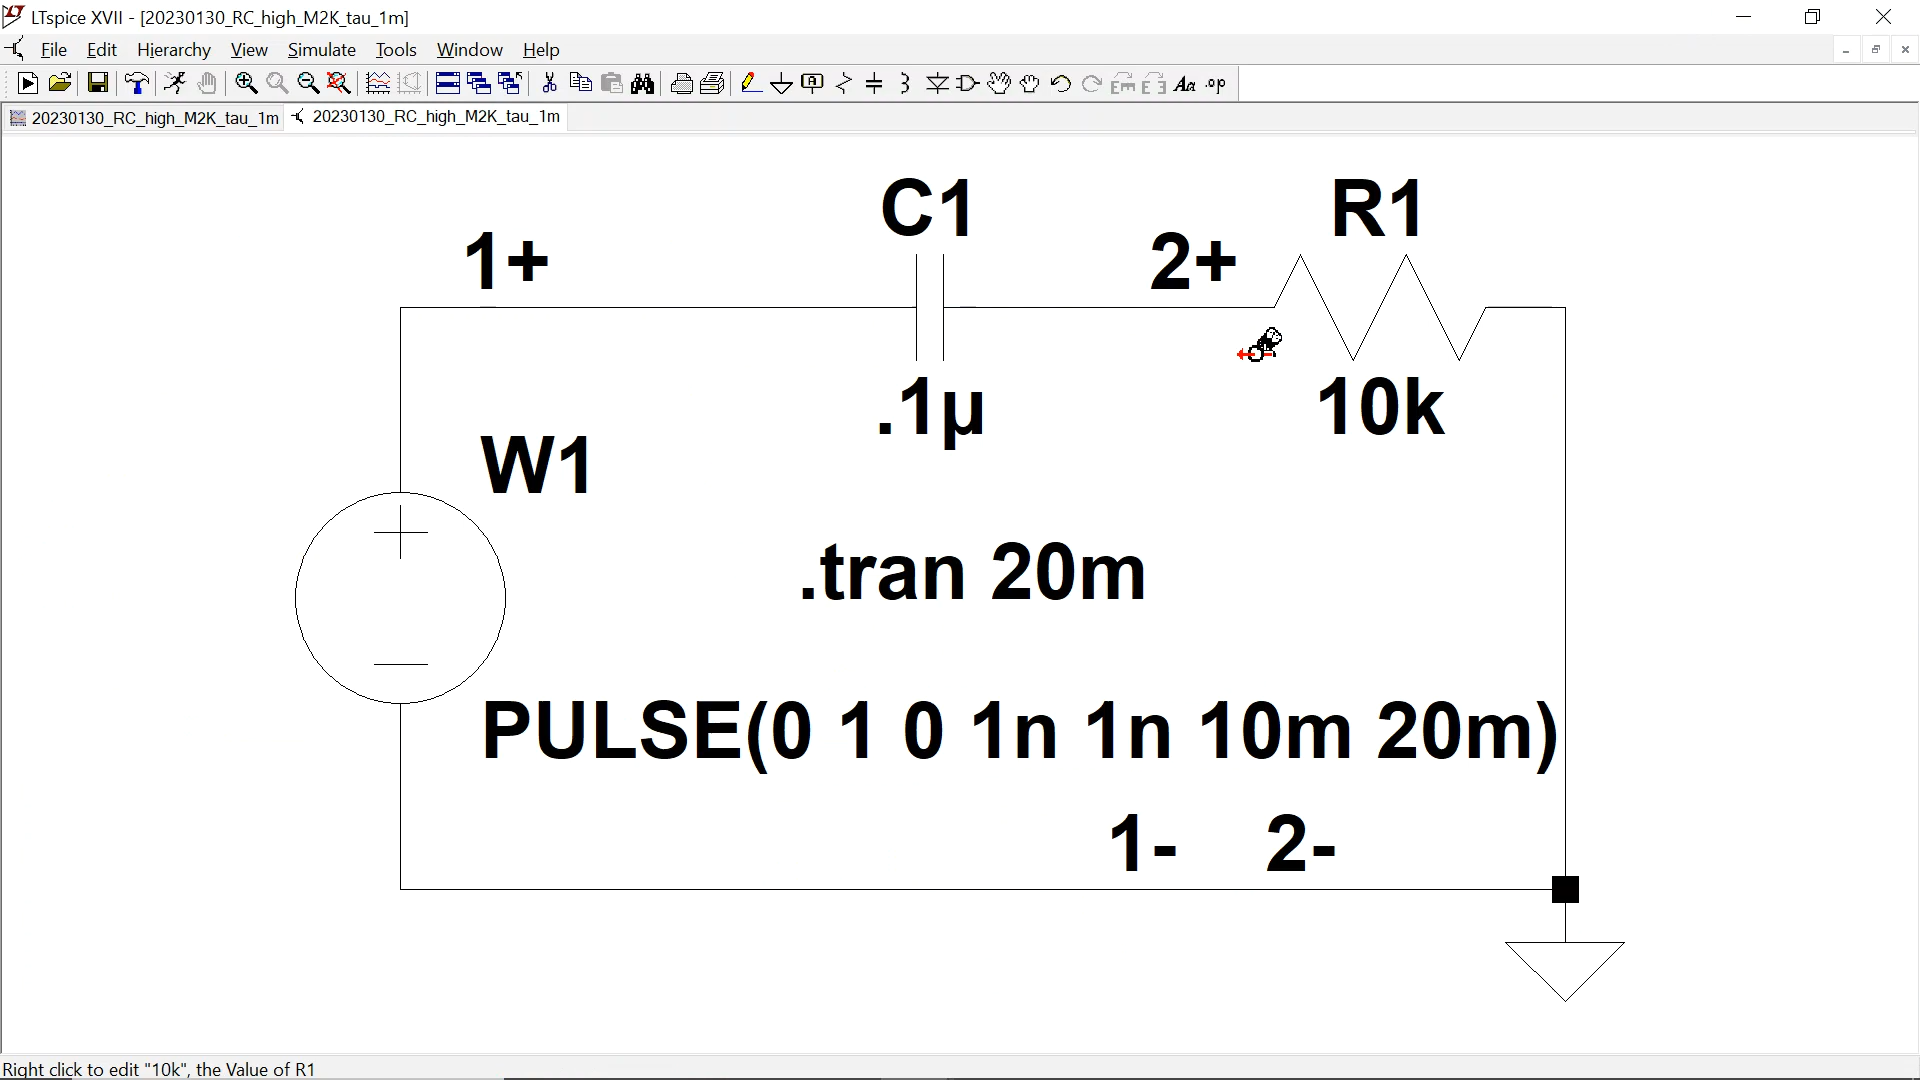 LTspice XVII - [20230130_RC_high_M2K_tau_1m]
File Edit Hierarchy View Simulate Tools Window Help
.op
20230130_RC_high_M2K_tau_1m 20230130_RC_high_M2K_tau_1m
C1 R1
1+ 2+
.1µ 10k
W1
.tran 20m
PULSE(0 1 0 1n 1n 10m 20m)
1- 2-
Right click to edit "10k", the Value of R1